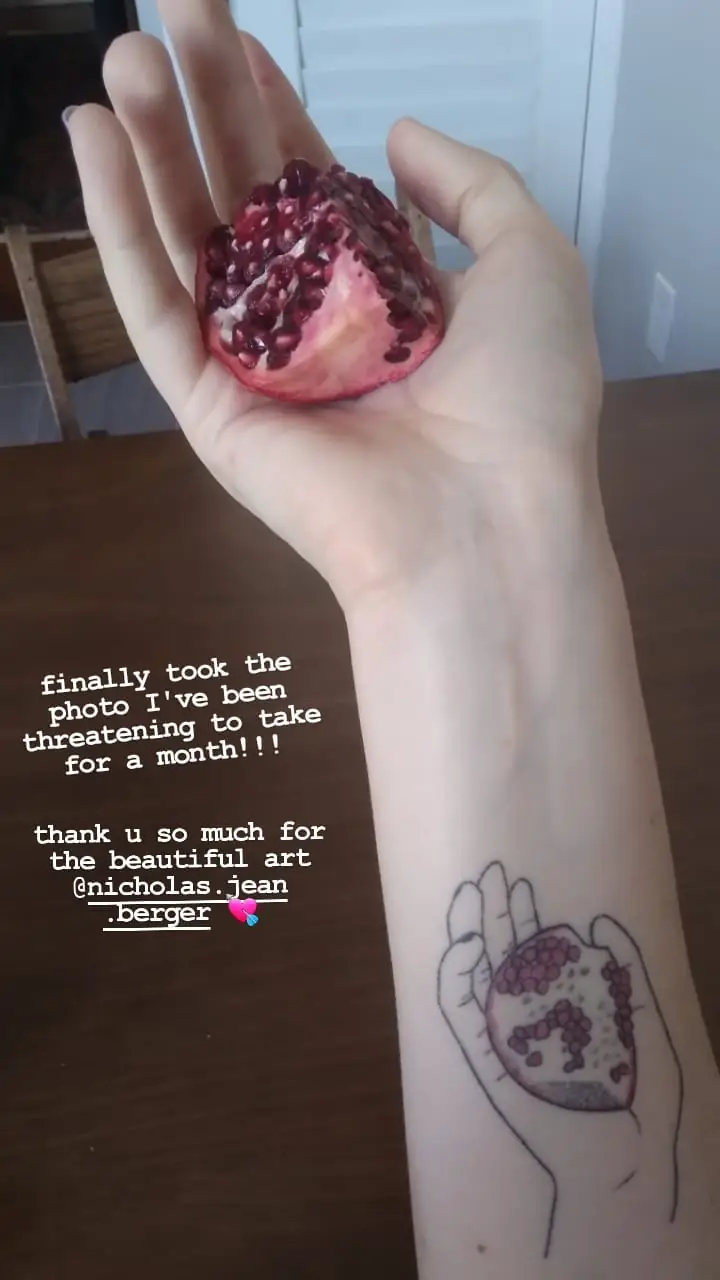 finally took the
photo I've been
threatening to take
for a month!!!
thank u so much for
the beautiful art
@nicholas.jean
.berger 💘